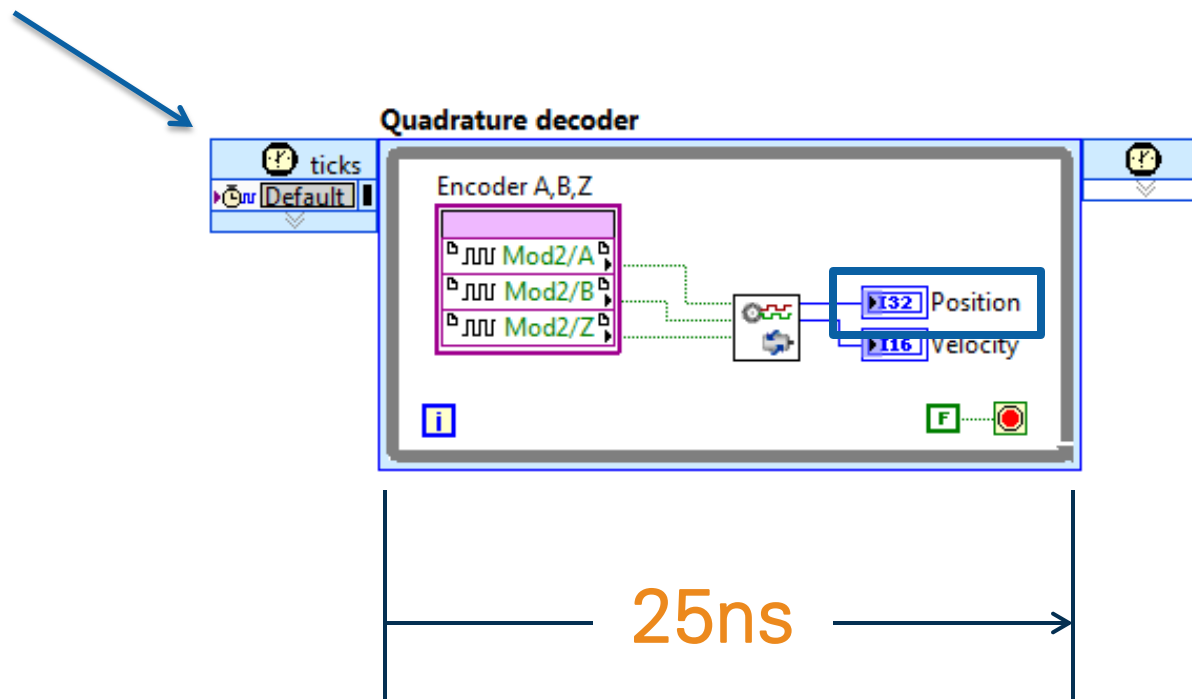 Quadrature decoder
ticks
Default
Encoder A,B,Z
Mod2/A
Mod2/B
Mod2/Z
I32 Position
I16 Velocity
i
F
25ns